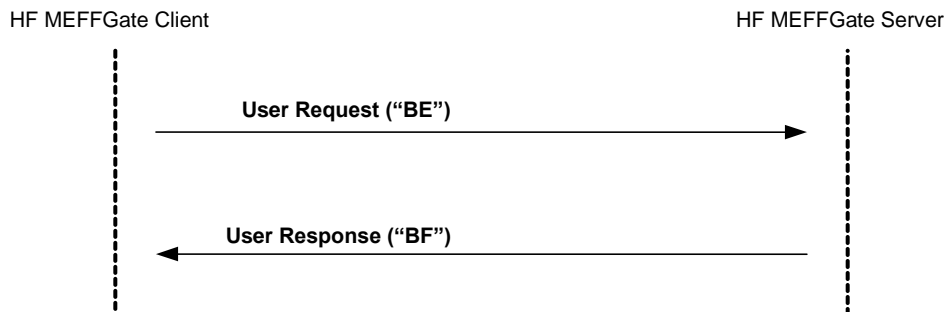 HF MEFFGate Client
HF MEFFGate Server
User Request (“BE”)
User Response (“BF”)